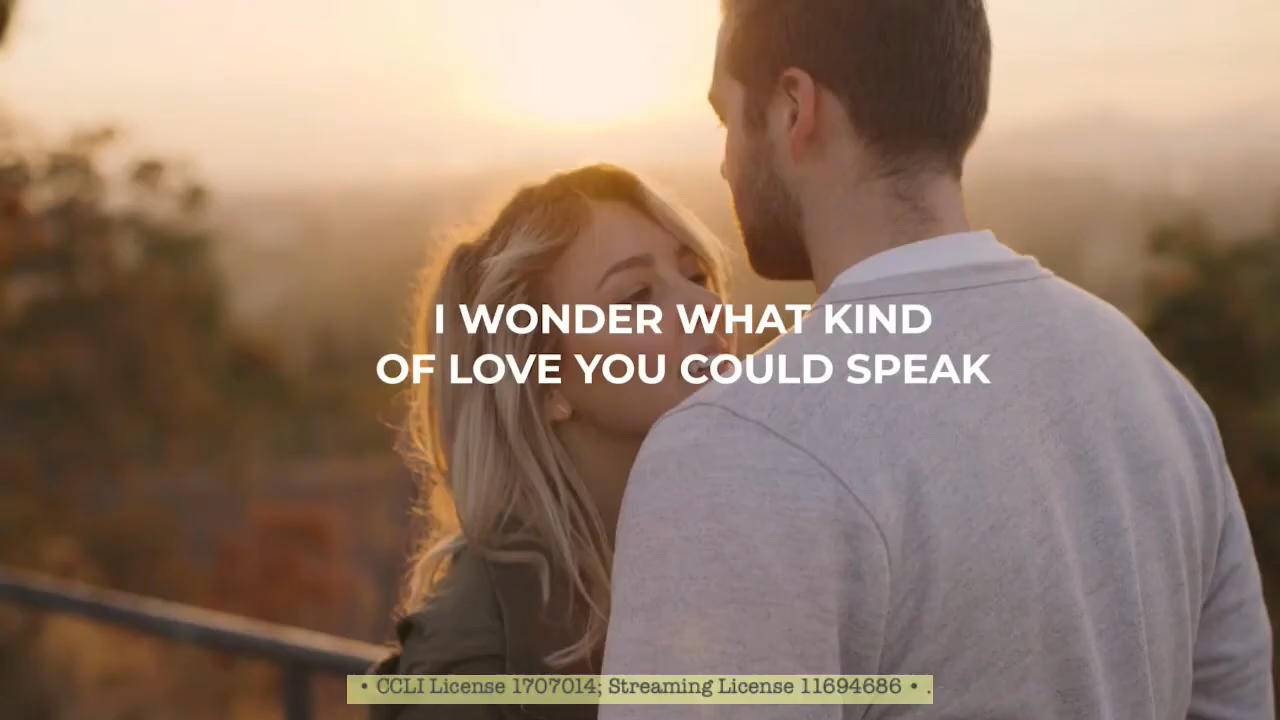 I WONDER WHAT KIND
OF LOVE YOU COULD SPEAK
• CCLI License 1707014; Streaming License 11694686 • .